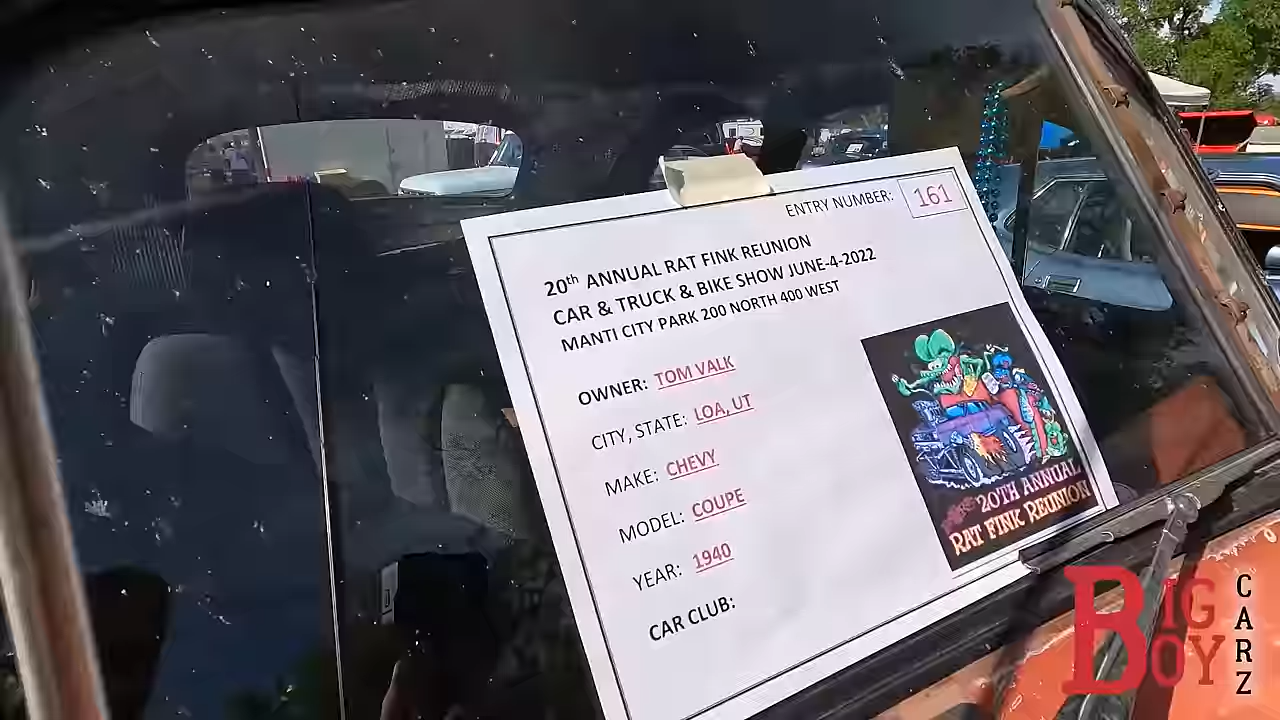 ENTRY NUMBER: 161
20th ANNUAL RAT FINK REUNION
CAR & TRUCK & BIKE SHOW JUNE-4-2022
MANTI CITY PARK 200 NORTH 400 WEST
OWNER: TOM VALK
CITY, STATE: LOA, UT
MAKE: CHEVY
MODEL: COUPE
YEAR: 1940
CAR CLUB:
20TH ANNUAL
RAT FINK REUNION
BIG BOY
CARZ